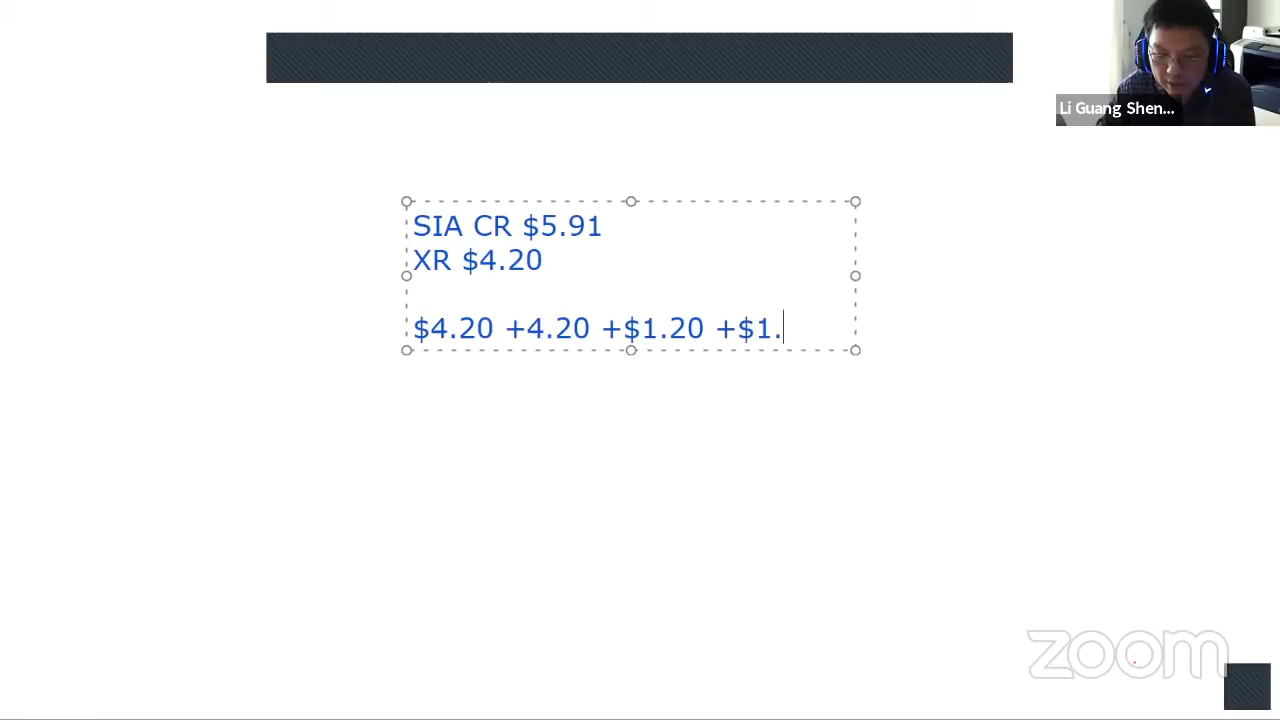 Li Guang Shen...
SIA CR $5.91
XR $4.20
$4.20 +4.20 +$1.20 +$1.
zoom